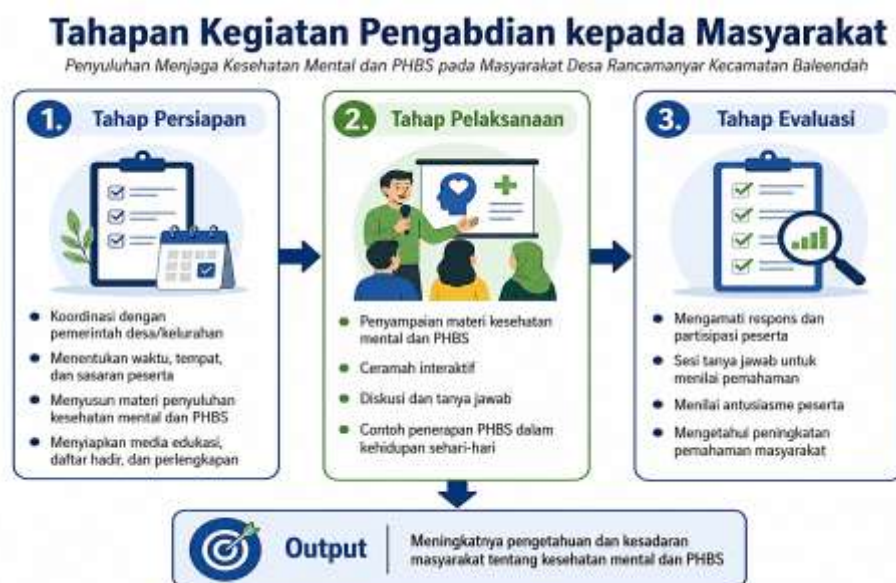 Tahapan Kegiatan Pengabdian kepada Masyarakat
Penyuluhan Menjaga Kesehatan Mental dan PHBS pada Masyarakat Desa Rancamanyar Kecamatan Baleendah
1. Tahap Persiapan
Koordinasi dengan
pemerintah desa/kelurahan
Menentukan waktu, tempat,
dan sasaran peserta
Menyusun materi penyuluhan
kesehatan mental dan PHBS
Menyiapkan media edukasi,
daftar hadir, dan perlengkapan
2. Tahap Pelaksanaan
Penyampaian materi kesehatan
mental dan PHBS
Ceramah interaktif
Diskusi dan tanya jawab
Contoh penerapan PHBS dalam
kehidupan sehari-hari
3. Tahap Evaluasi
Mengamati respons dan
partisipasi peserta
Sesi tanya jawab untuk
menilai pemahaman
Menilai antusiasme peserta
Mengetahui peningkatan
pemahaman masyarakat
Output
Meningkatnya pengetahuan dan kesadaran
masyarakat tentang kesehatan mental dan PHBS